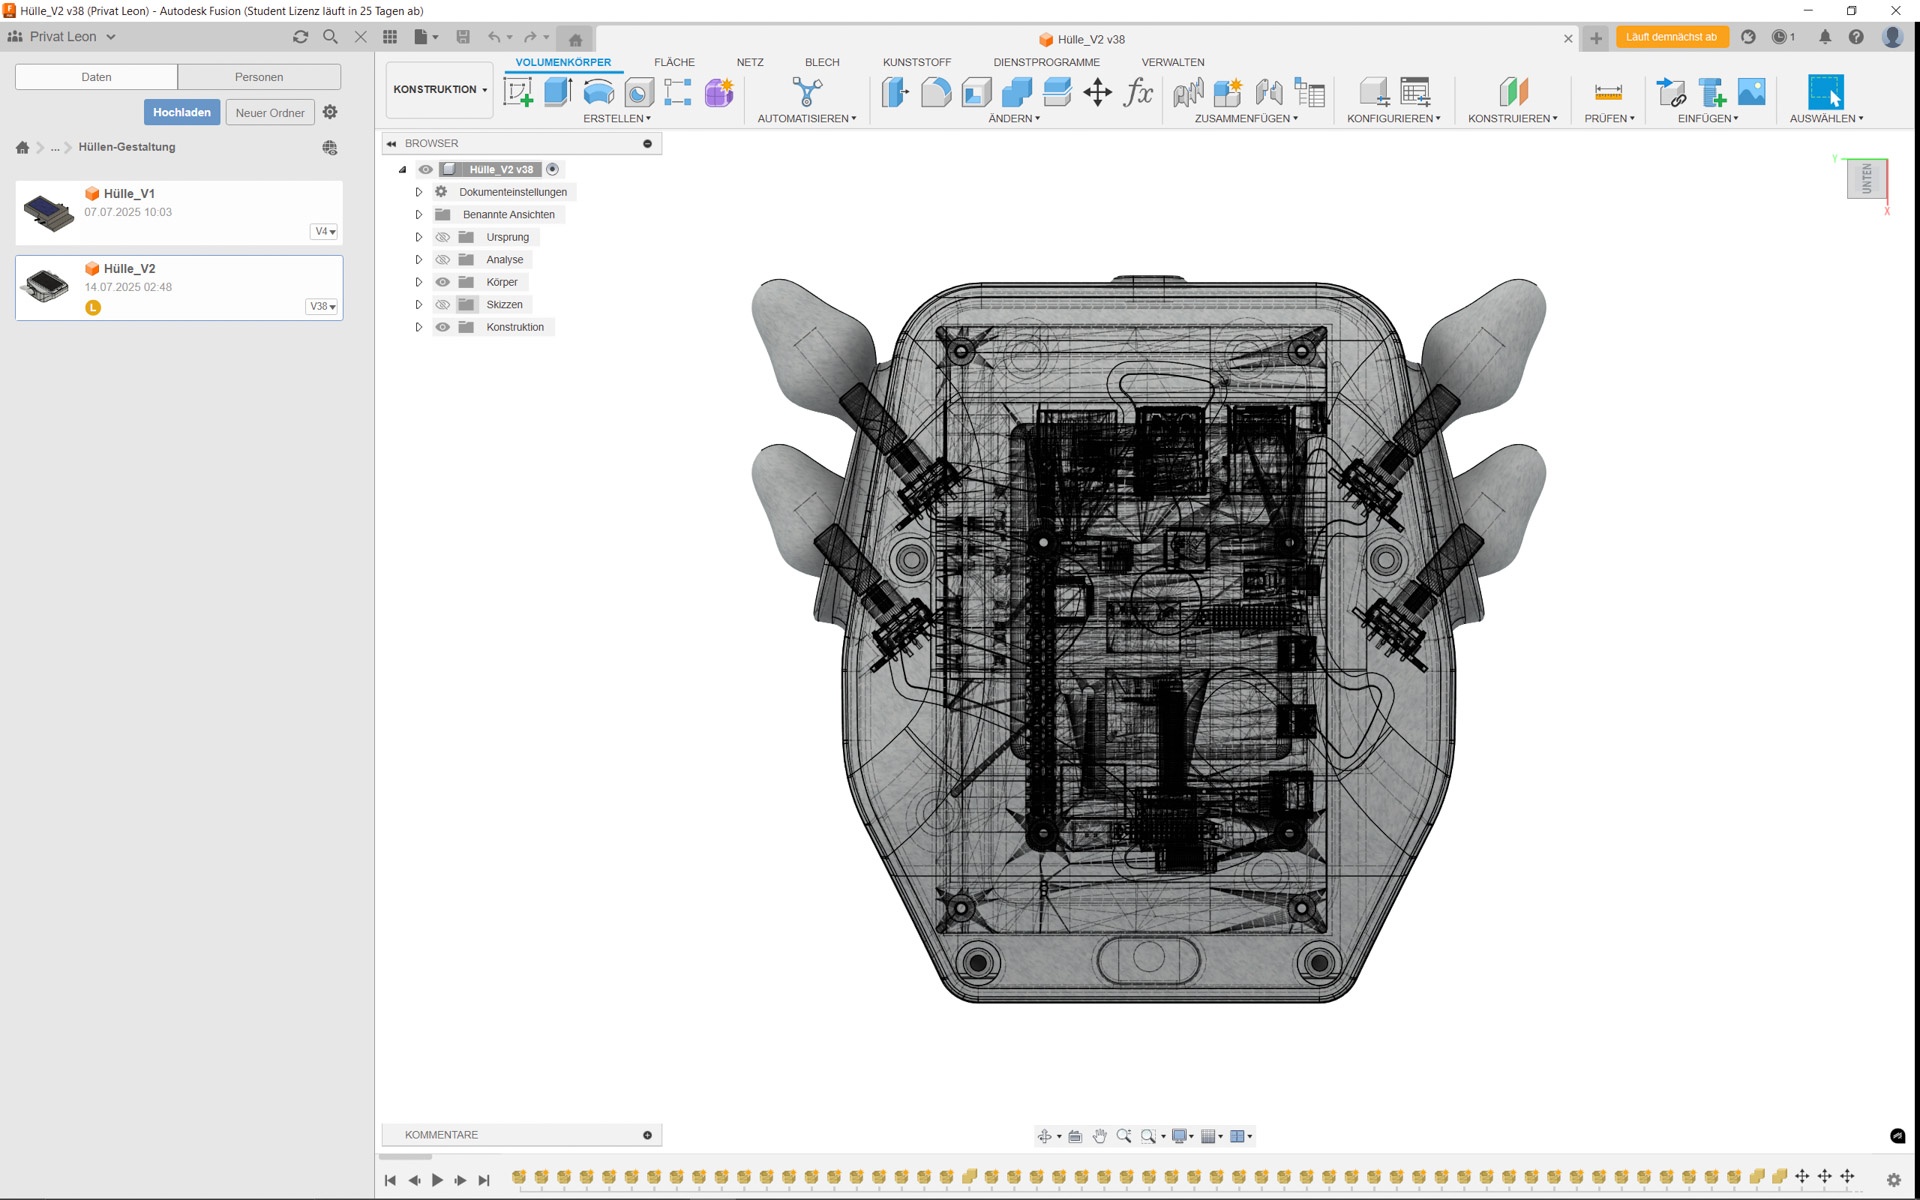 Hülle_V2 v38 (Privat Leon) - Autodesk Fusion (Student Lizenz läuft in 25 Tagen ab)
Privat Leon
Hülle_V2 v38
Läuft demnächst ab
1
Daten
Personen
Hochladen
Neuer Ordner
...
Hüllen-Gestaltung
Hülle_V1
07.07.2025 10:03
V4
Hülle_V2
14.07.2025 02:48
L
V38
KONSTRUKTION
VOLUMENKÖRPER
FLÄCHE
NETZ
BLECH
KUNSTSTOFF
DIENSTPROGRAMME
VERWALTEN
fx
ERSTELLEN
AUTOMATISIEREN
ÄNDERN
ZUSAMMENFÜGEN
KONFIGURIEREN
KONSTRUIEREN
PRÜFEN
EINFÜGEN
AUSWÄHLEN
BROWSER
Hülle_V2 v38
Dokumenteinstellungen
Benannte Ansichten
Ursprung
Analyse
Körper
Skizzen
Konstruktion
Y
UNTEN
X
KOMMENTARE